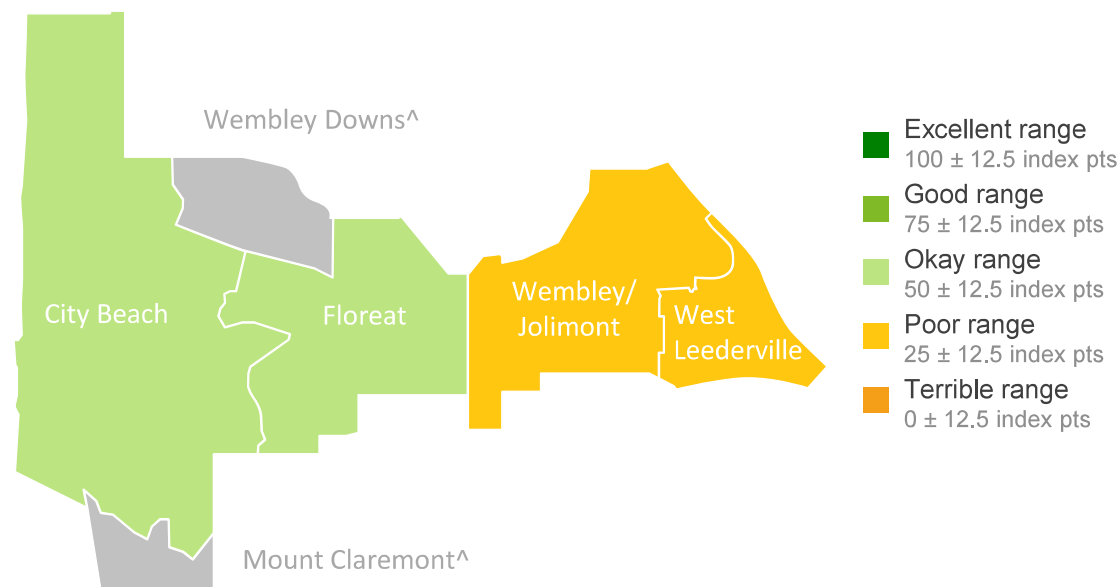 Wembley Downs^
City Beach
Floreat
Wembley/
Jolimont
West
Leederville
Mount Claremont^
Excellent range
100 ± 12.5 index pts
Good range
75 ± 12.5 index pts
Okay range
50 ± 12.5 index pts
Poor range
25 ± 12.5 index pts
Terrible range
0 ± 12.5 index pts